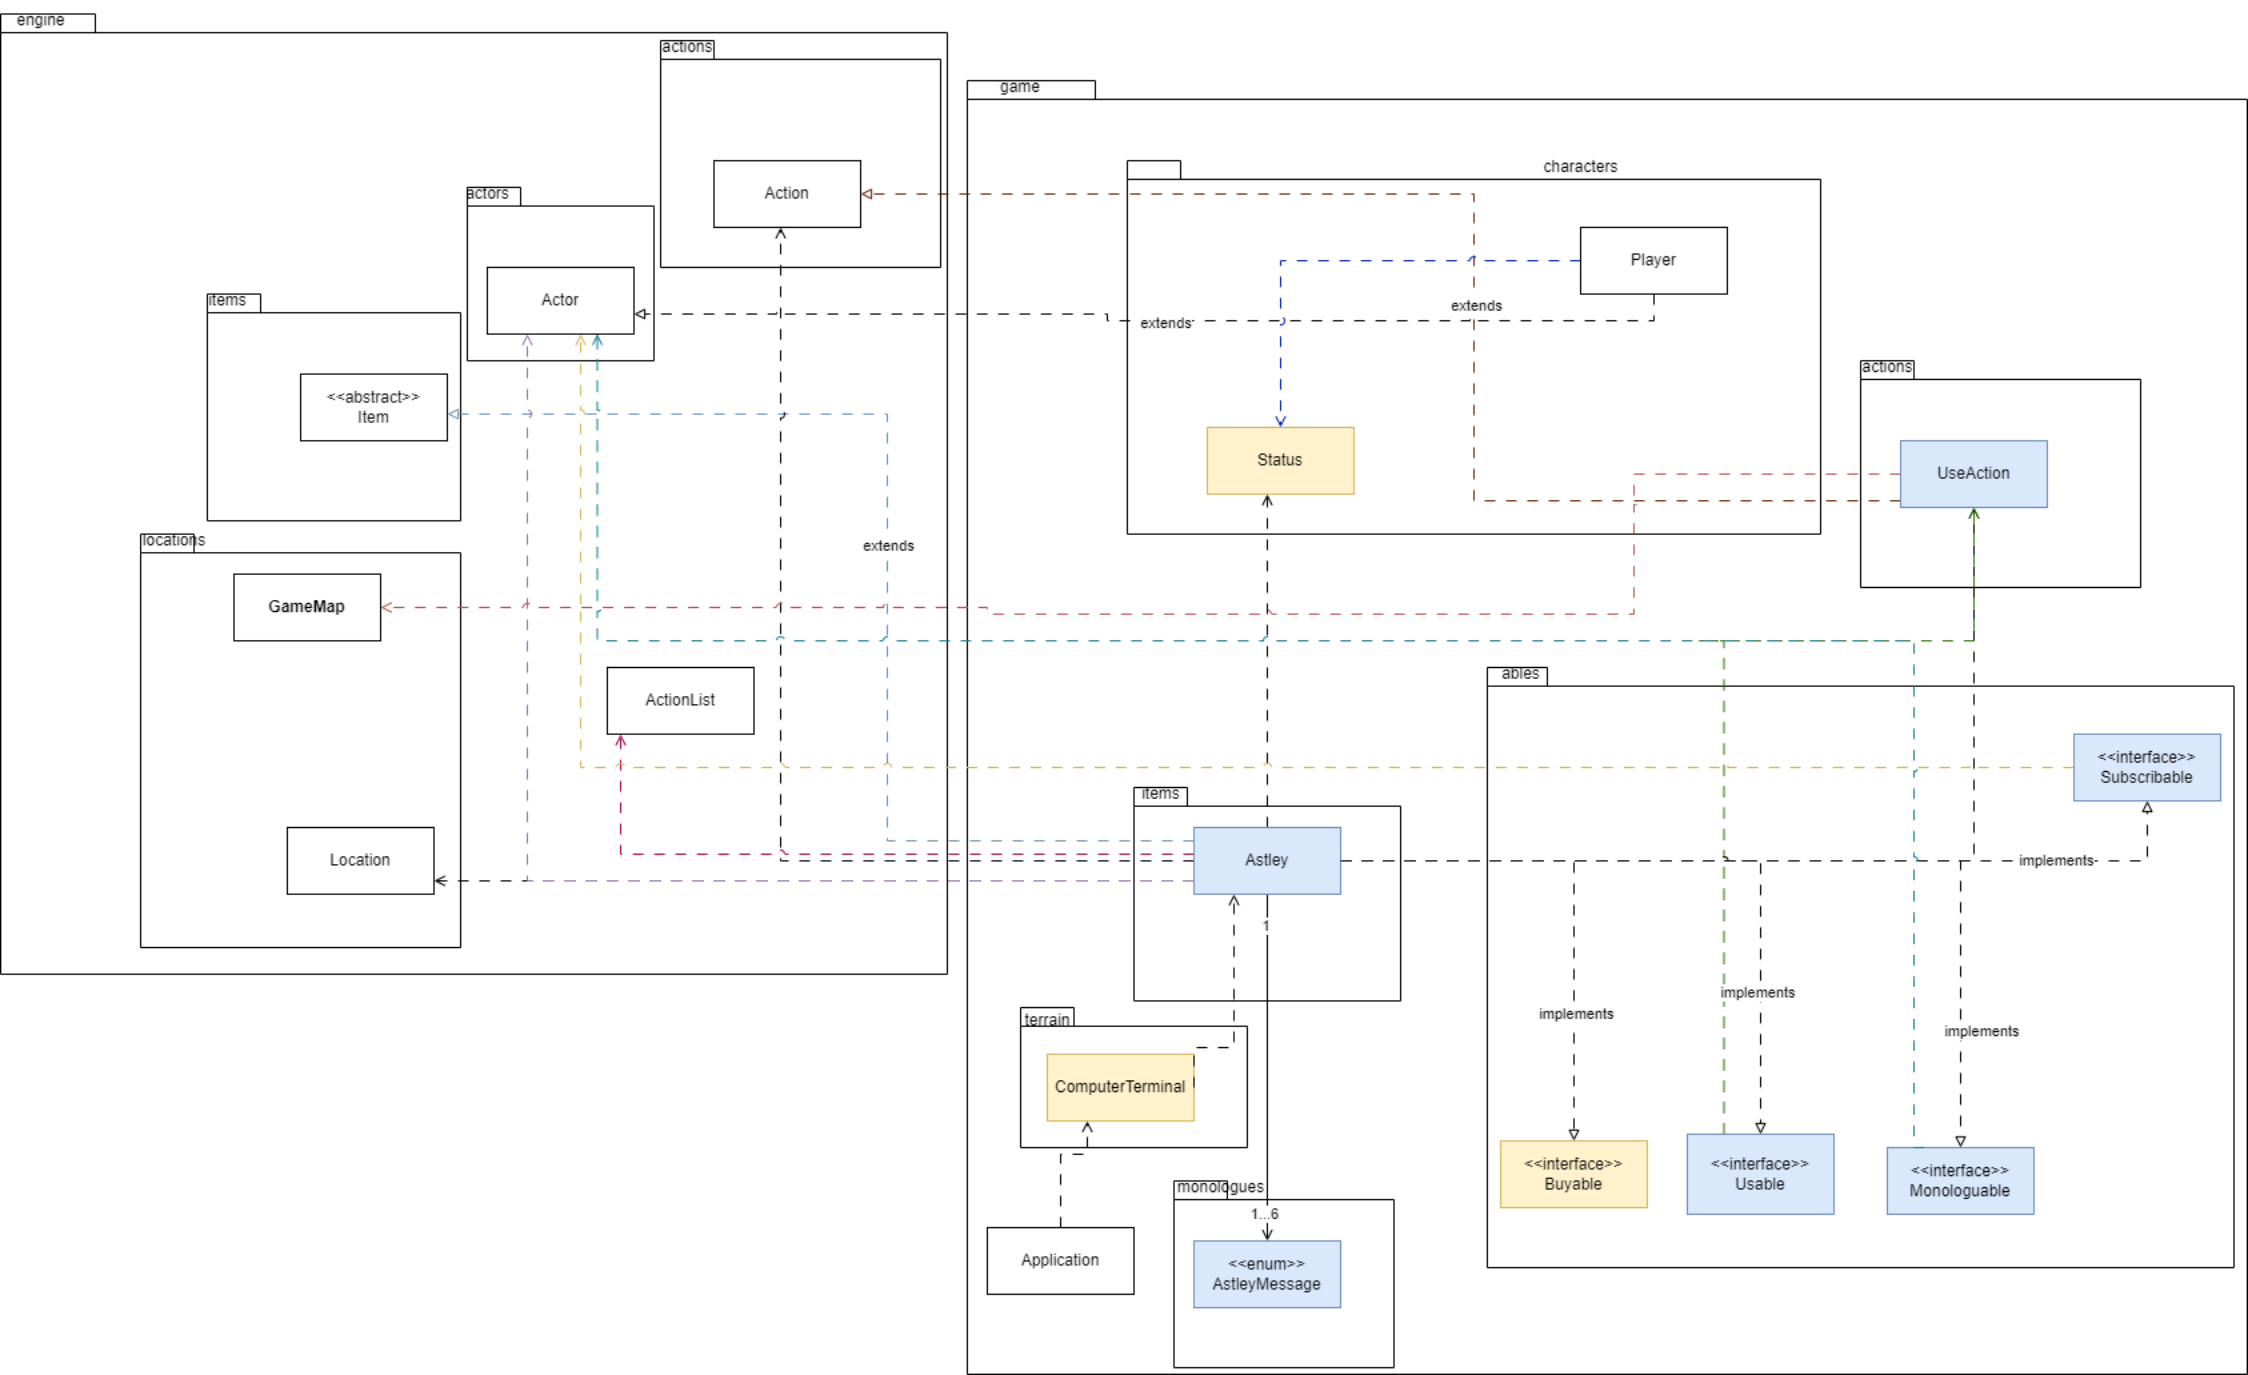 engine
actions
game
Action
characters
actors
Player
Actor
items
extends
extends
<<abstract>>
Item
actions
Status
UseAction
locations
extends
GameMap
ActionList
ables
<<interface>>
Subscribable
items
Location
Astley
implements
1
implements
implements
implements
terrain
ComputerTerminal
<<interface>>
Buyable
<<interface>>
Usable
<<interface>>
Monologuable
monologues
1...6
Application
<<enum>>
AstleyMessage